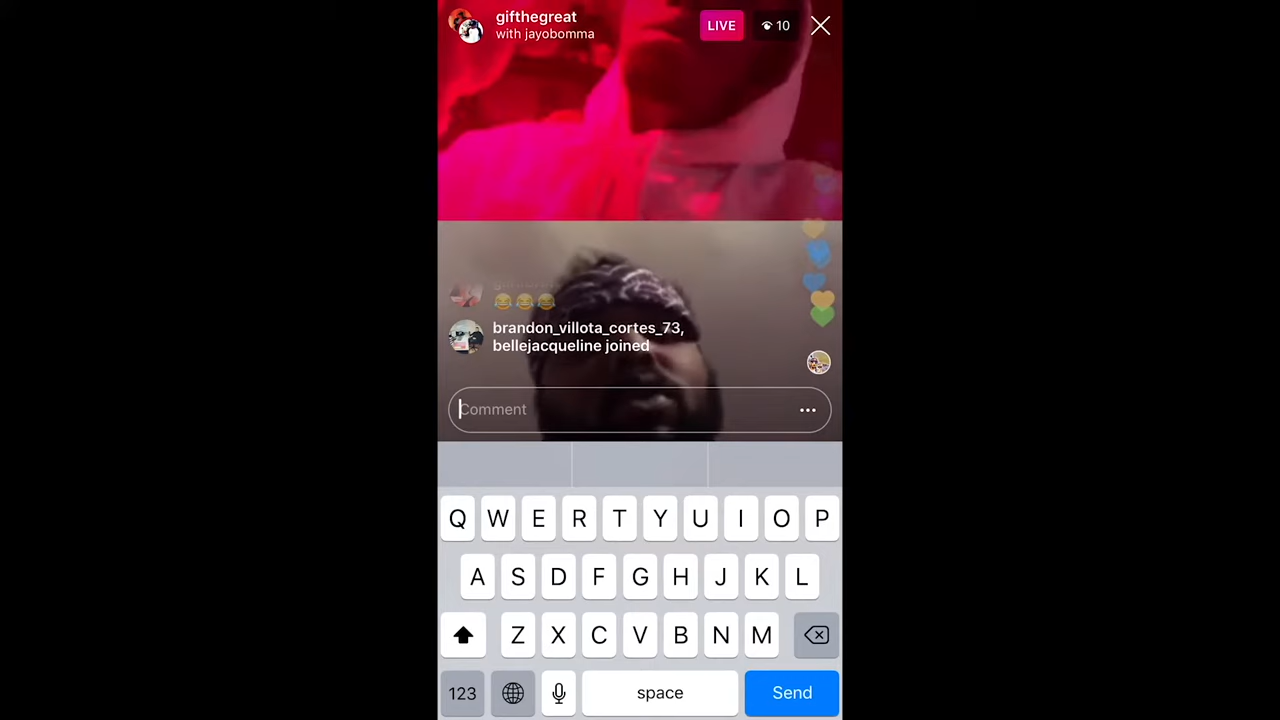 gifthegreat
with jayobomma
LIVE
10
😂😂😂
brandon_villota_cortes_73,
bellejacqueline joined
Comment
Q W E R T Y U I O P
A S D F G H J K L
Z X C V B N M
123 space Send